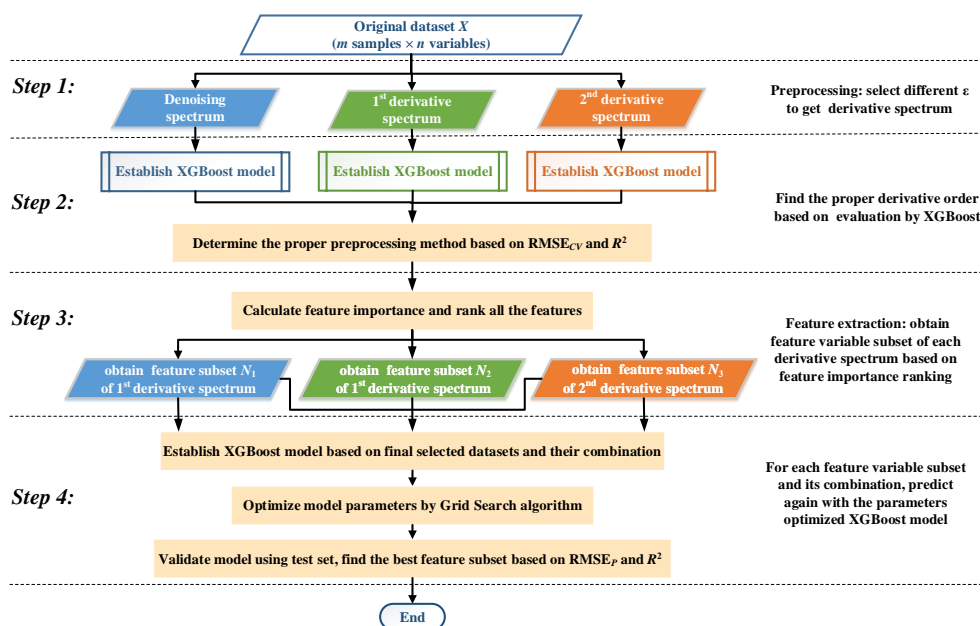 Original dataset X
(m samples × n variables)
Step 1:
Denoising
spectrum
1st derivative
spectrum
2nd derivative
spectrum
Preprocessing: select different ε
to get derivative spectrum
Establish XGBoost model
Establish XGBoost model
Establish XGBoost model
Step 2:
Find the proper derivative order
based on evaluation by XGBoost
Determine the proper preprocessing method based on RMSECV and R2
Calculate feature importance and rank all the features
Step 3:
Feature extraction: obtain
feature variable subset of each
derivative spectrum based on
feature importance ranking
obtain feature subset N1
of 1st derivative spectrum
obtain feature subset N2
of 1st derivative spectrum
obtain feature subset N3
of 2nd derivative spectrum
Establish XGBoost model based on final selected datasets and their combination
Step 4:
Optimize model parameters by Grid Search algorithm
For each feature variable subset
and its combination, predict
again with the parameters
optimized XGBoost model
Validate model using test set, find the best feature subset based on RMSEP and R2
End